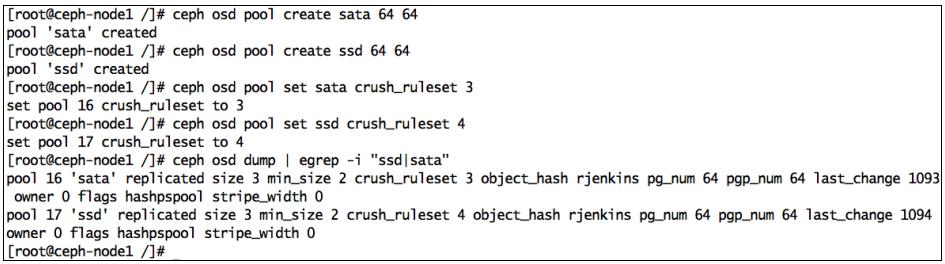 [root@ceph-node1 /]# ceph osd pool create sata 64 64
pool 'sata' created
[root@ceph-node1 /]# ceph osd pool create ssd 64 64
pool 'ssd' created
[root@ceph-node1 /]# ceph osd pool set sata crush_ruleset 3
set pool 16 crush_ruleset to 3
[root@ceph-node1 /]# ceph osd pool set ssd crush_ruleset 4
set pool 17 crush_ruleset to 4
[root@ceph-node1 /]# ceph osd dump | egrep -i "ssd|sata"
pool 16 'sata' replicated size 3 min_size 2 crush_ruleset 3 object_hash rjenkins pg_num 64 pgp_num 64 last_change 1093
 owner 0 flags hashpspool stripe_width 0
pool 17 'ssd' replicated size 3 min_size 2 crush_ruleset 4 object_hash rjenkins pg_num 64 pgp_num 64 last_change 1094
owner 0 flags hashpspool stripe_width 0
[root@ceph-node1 /]#